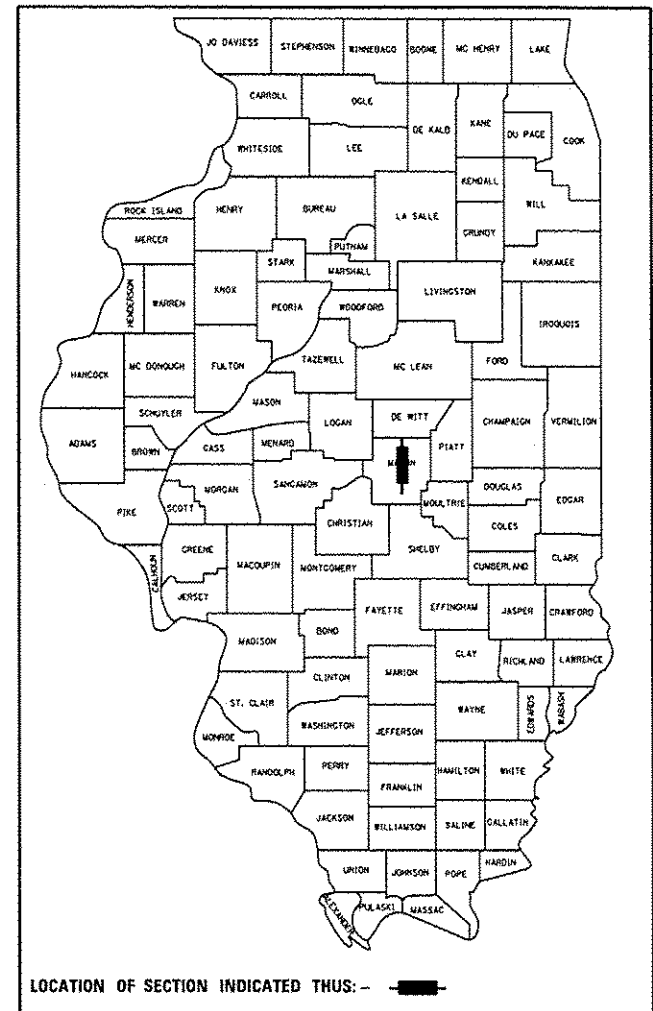 JO DAVIESS STEPHENSON WINNEBAGO BOONE MC HENRY LAKE
CARROLL OGLE DE KALB KANE DU PAGE COOK
WHITESIDE LEE
KENDALL
ROCK ISLAND HENRY BUREAU LA SALLE WILL
MERCER PUTNAM GRUNDY
STARK MARSHALL KANKAKEE
HENDERSON WARREN KNOX PEORIA WOODFORD LIVINGSTON IROQUOIS
HANCOCK MC DONOUGH FULTON TAZEWELL MC LEAN FORD
SCHUYLER MASON DE WITT CHAMPAIGN VERMILION
ADAMS BROWN CASS MENARD LOGAN PIATT
PIKE SCOTT MORGAN SANGAMON MOULTRIE DOUGLAS EDGAR
CHRISTIAN COLES
CALHOUN GREENE MACOUPIN MONTGOMERY SHELBY CUMBERLAND CLARK
JERSEY
FAYETTE EFFINGHAM JASPER CRAWFORD
MADISON BOND CLAY RICHLAND LAWRENCE
CLINTON MARION
ST. CLAIR WAYNE EDWARDS WABASH
MONROE WASHINGTON JEFFERSON
RANDOLPH PERRY HAMILTON WHITE
FRANKLIN
JACKSON WILLIAMSON SALINE GALLATIN
UNION JOHNSON POPE HARDIN
ALEXANDER PULASKI MASSAC
LOCATION OF SECTION INDICATED THUS: -